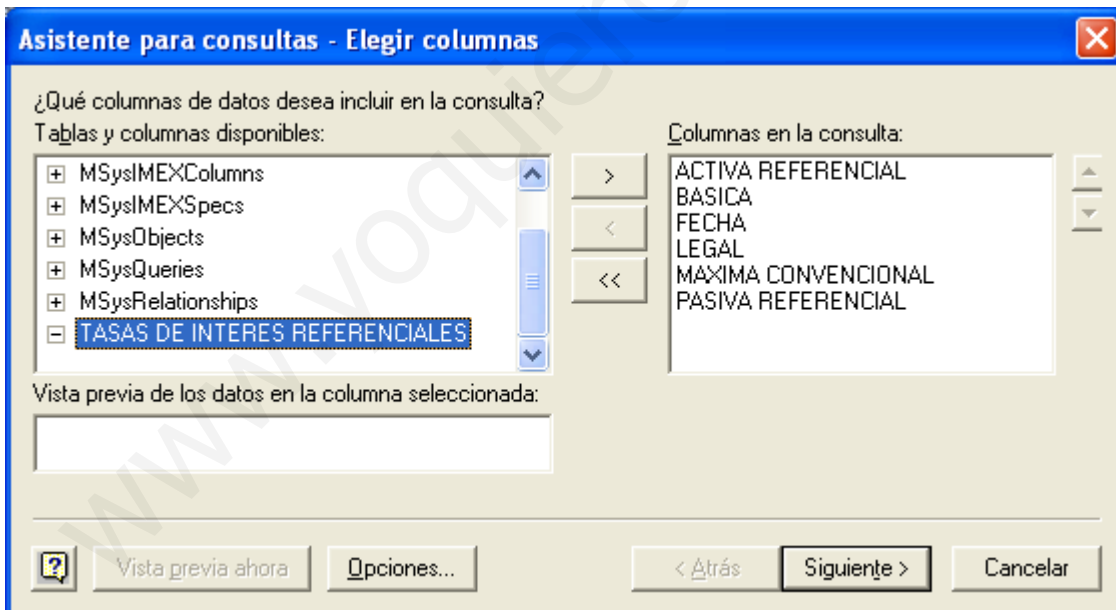 Asistente para consultas - Elegir columnas
¿Qué columnas de datos desea incluir en la consulta?
Tablas y columnas disponibles:
MSysIMEXColumns
MSysIMEXSpecs
MSysObjects
MSysQueries
MSysRelationships
TASAS DE INTERES REFERENCIALES
>
<
<<
Columnas en la consulta:
ACTIVA REFERENCIAL
BASICA
FECHA
LEGAL
MAXIMA CONVENCIONAL
PASIVA REFERENCIAL
Vista previa de los datos en la columna seleccionada:
?
Vista previa ahora
Opciones...
< Atrás
Siguiente >
Cancelar
www.yoquiero